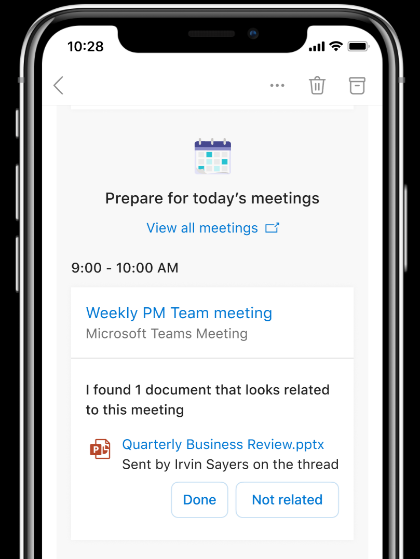 10:28
Prepare for today's meetings
View all meetings
9:00 - 10:00 AM
Weekly PM Team meeting
Microsoft Teams Meeting
I found 1 document that looks related
to this meeting
P
Quarterly Business Review.pptx
Sent by Irvin Sayers on the thread
Done
Not related